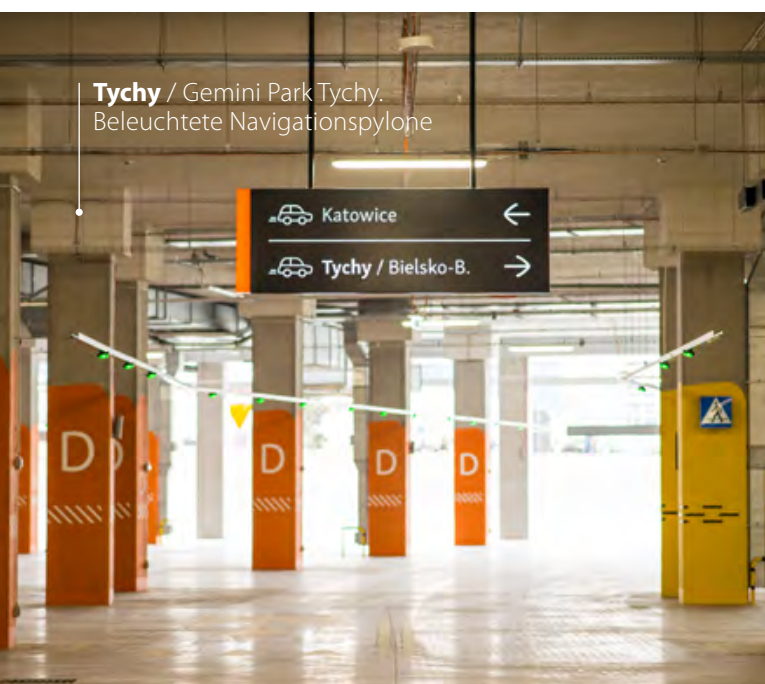 Tychy / Gemini Park Tychy.
Beleuchtete Navigationspylone
Katowice
Tychy / Bielsko-B.
D
D
D
D
D